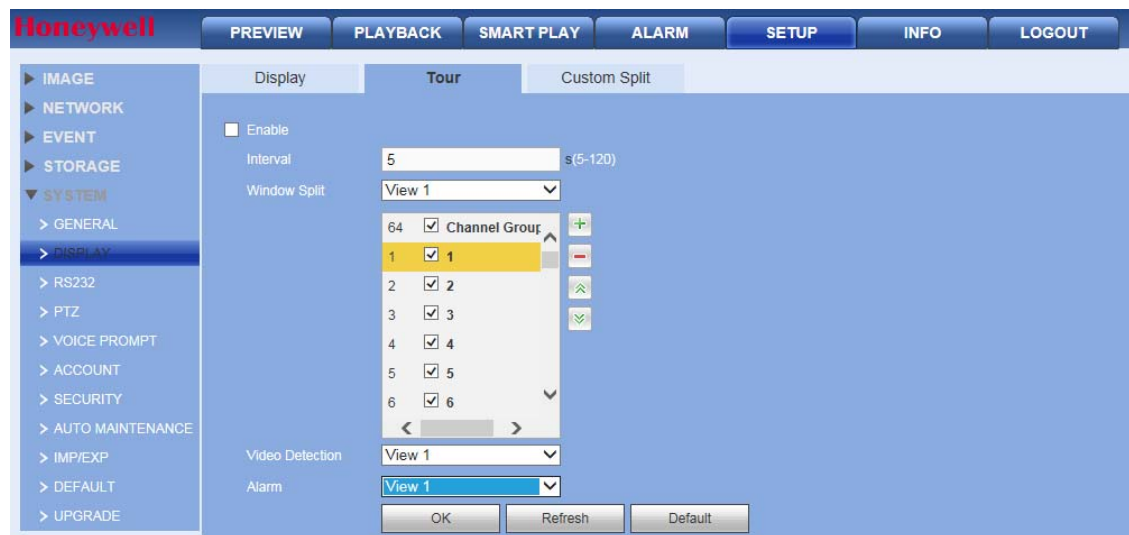 Honeywell
PREVIEW PLAYBACK SMART PLAY ALARM SETUP INFO LOGOUT
IMAGE
NETWORK
EVENT
STORAGE
SYSTEM
> GENERAL
> DISPLAY
> RS232
> PTZ
> VOICE PROMPT
> ACCOUNT
> SECURITY
> AUTO MAINTENANCE
> IMP/EXP
> DEFAULT
> UPGRADE
Display Tour Custom Split
Enable
Interval 5 s(5-120)
Window Split View 1
64 Channel Group
1 1
2 2
3 3
4 4
5 5
6 6
Video Detection View 1
Alarm View 1
OK Refresh Default